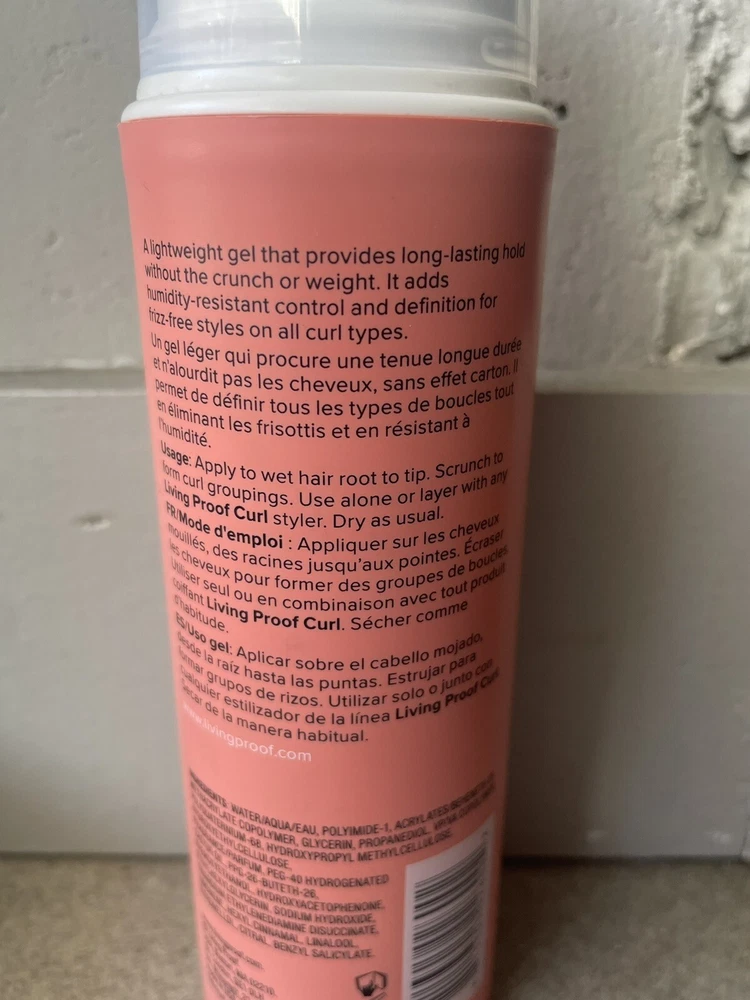 A lightweight gel that provides long-lasting hold
without the crunch or weight. It adds
humidity-resistant control and definition for
frizz-free styles on all curl types.
Un gel léger qui procure une tenue longue durée
et n'alourdit pas les cheveux, sans effet carton. Il
permet de définir tous les types de boucles tout
en éliminant les frisottis et en résistant à
l'humidité.
Usage: Apply to wet hair root to tip. Scrunch to
form curl groupings. Use alone or layer with any
Living Proof Curl styler. Dry as usual.
FR/Mode d'emploi : Appliquer sur les cheveux
mouillés, des racines jusqu'aux pointes. Écraser
les cheveux pour former des groupes de boucles.
Utiliser seul ou en combinaison avec tout produit
coiffant Living Proof Curl. Sécher comme
d'habitude.
ES/Uso gel: Aplicar sobre el cabello mojado,
desde la raíz hasta las puntas. Estrujar para
formar grupos de rizos. Utilizar solo o junto con
cualquier estilizador de la línea Living Proof Curl.
Secar de la manera habitual.
www.livingproof.com
INGREDIENTS: WATER/AQUA/EAU, POLYIMIDE-1,
COPOLYMER, GLYCERIN, PROPANEDIOL,
HYDROXYPROPYL METHYLCELLULOSE,
PEG-40 HYDROGENATED
PPG-26-BUTETH-26,
HYDROXYACETOPHENONE,
SODIUM HYDROXIDE,
DISUCCINATE,
HEXYL CINNAMAL, LINALOOL,
CITRAL, BENZYL SALICYLATE.